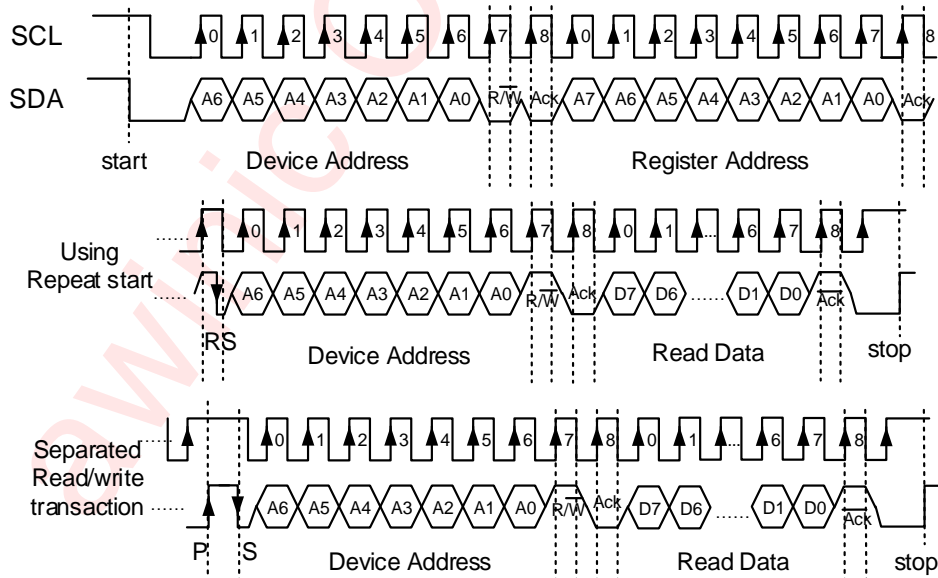 SCL 0 1 2 3 4 5 6 7 8 0 1 2 3 4 5 6 7 8
SDA A6 A5 A4 A3 A2 A1 A0 R/W Ack A7 A6 A5 A4 A3 A2 A1 A0 Ack
start Device Address Register Address
Using Repeat start
...... 0 1 2 3 4 5 6 7 8 0 1 ... 6 7 8
...... A6 A5 A4 A3 A2 A1 A0 R/W Ack D7 D6 ...... D1 D0 Ack
RS Device Address Read Data stop
Separated Read/write transaction
...... 0 1 2 3 4 5 6 7 8 0 1 ... 6 7 8
...... A6 A5 A4 A3 A2 A1 A0 R/W Ack D7 D6 ...... D1 D0 Ack
P S Device Address Read Data stop
awinic C